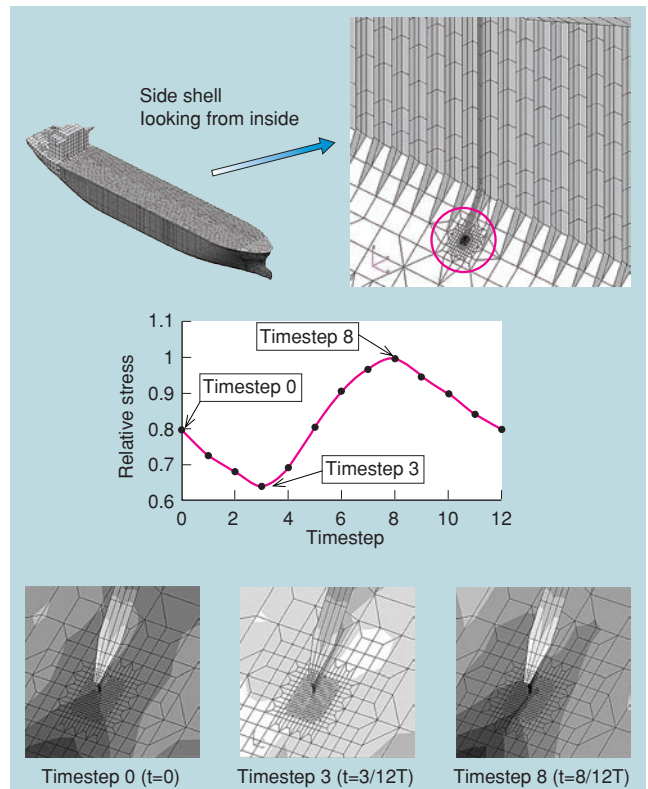 Side shell
looking from inside
1.1
1
0.9
0.8
0.7
0.6
Relative stress
Timestep 8
Timestep 0
Timestep 3
0 2 4 6 8 10 12
Timestep
Timestep 0 (t=0) Timestep 3 (t=3/12T) Timestep 8 (t=8/12T)